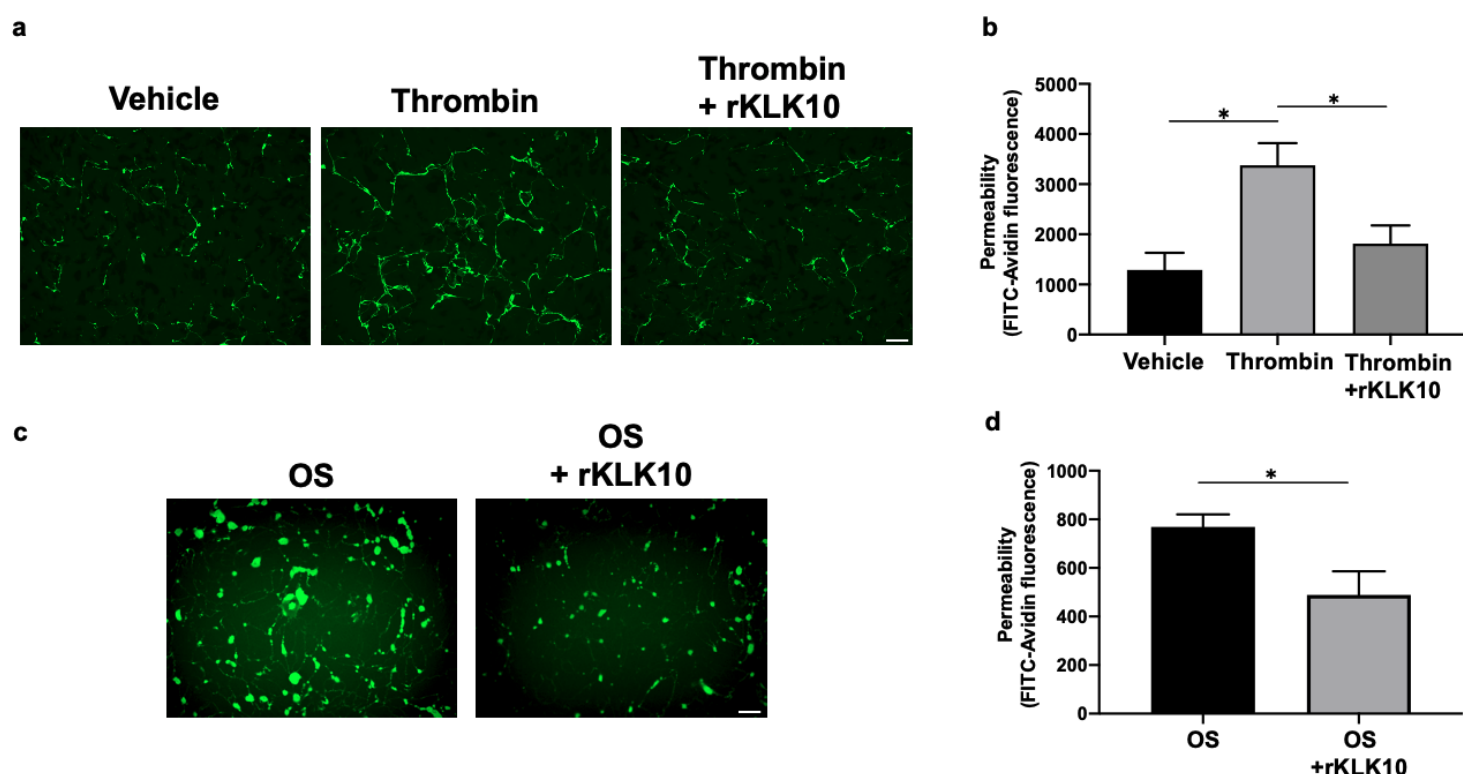 a
Vehicle
Thrombin
Thrombin
+ rKLK10
b
Permeability
(FITC-Avidin fluorescence)
5000
4000
3000
2000
1000
0
*
*
Vehicle
Thrombin
Thrombin
+rKLK10
c
OS
OS
+ rKLK10
d
Permeability
(FITC-Avidin fluorescence)
1000
800
600
400
200
0
*
OS
OS
+rKLK10